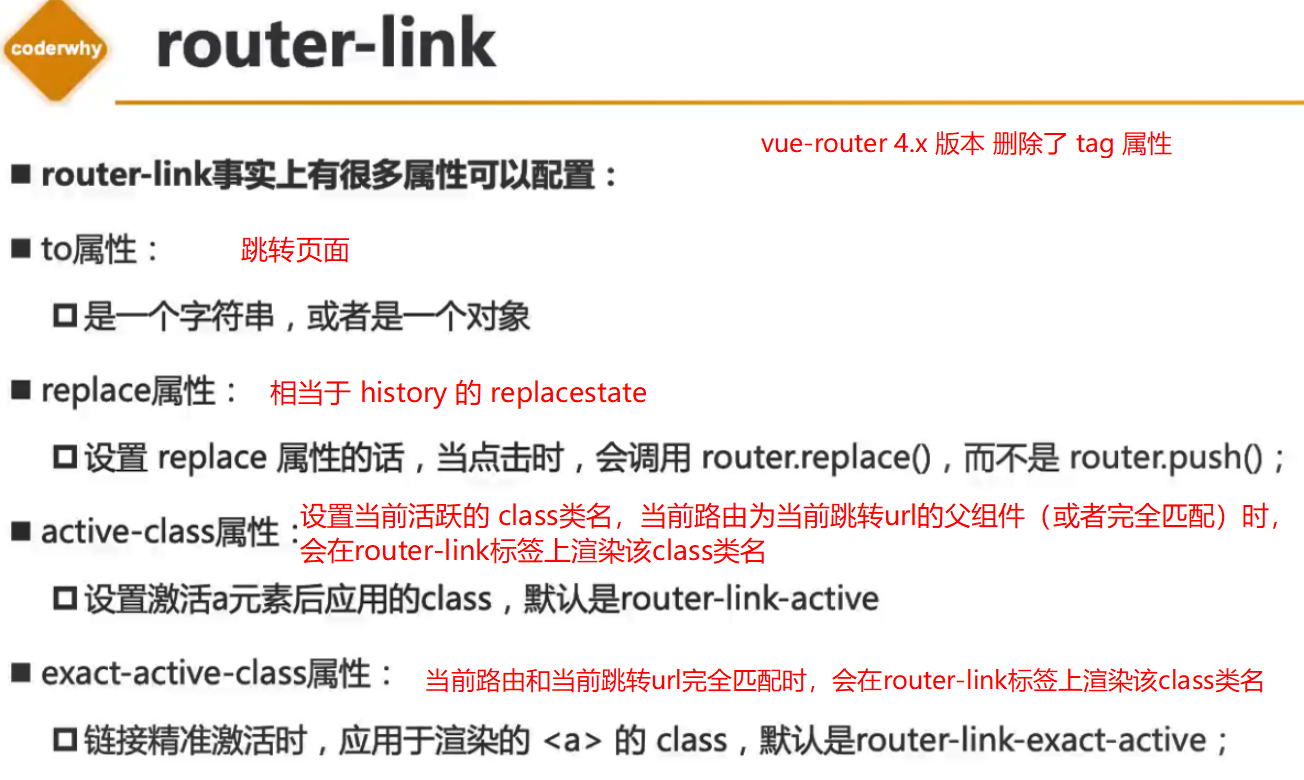 coderwhy
router-link
vue-router 4.x 版本 删除了 tag 属性
■ router-link事实上有很多属性可以配置：
■ to属性： 跳转页面
是一个字符串，或者是一个对象
■ replace属性： 相当于 history 的 replacestate
设置 replace 属性的话，当点击时，会调用 router.replace()，而不是 router.push()；
■ active-class属性：设置当前活跃的 class类名，当前路由为当前跳转url的父组件（或者完全匹配）时，
会在router-link标签上渲染该class类名
设置激活a元素后应用的class，默认是router-link-active
■ exact-active-class属性： 当前路由和当前跳转url完全匹配时，会在router-link标签上渲染该class类名
链接精准激活时，应用于渲染的 <a> 的 class，默认是router-link-exact-active；